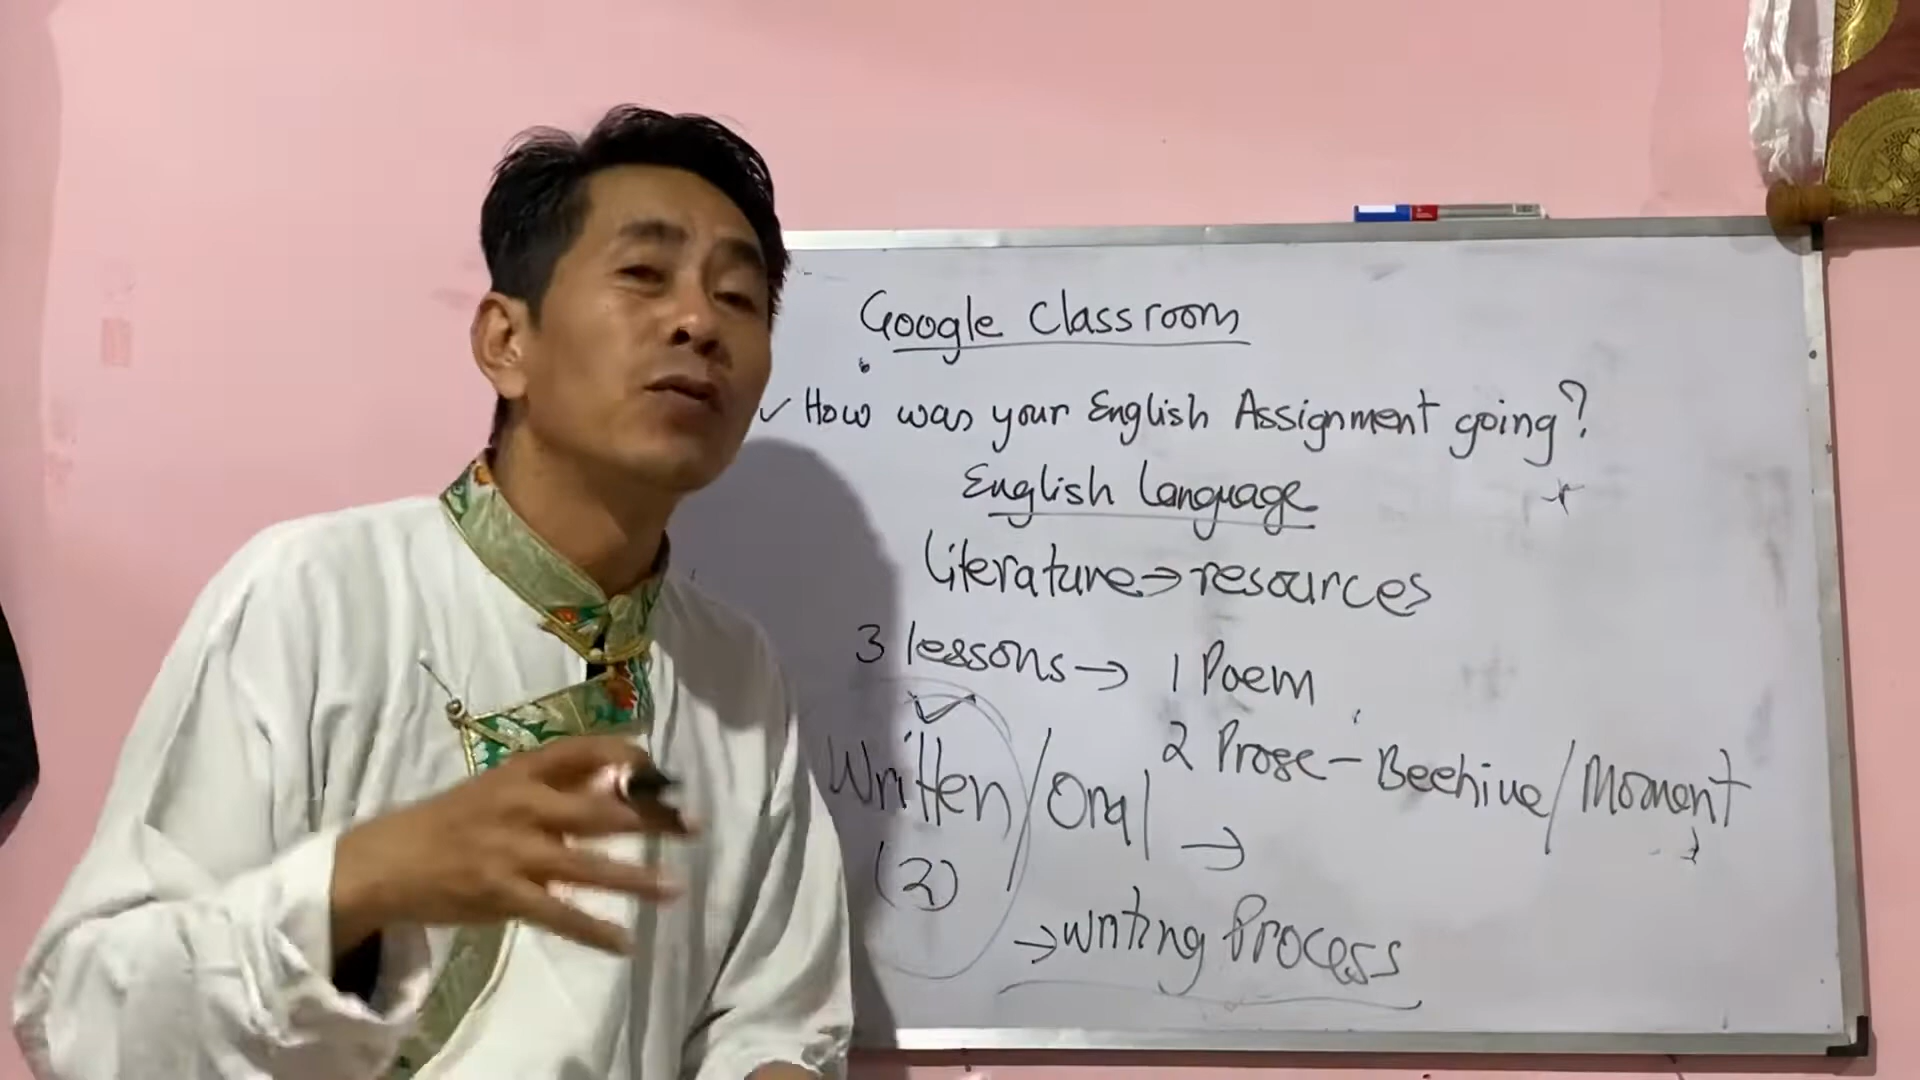 Google Classroom
✓ How was your English Assignment going?
English Language
Literature → resources
3 lessons → 1 Poem
2 Prose - Beehive / Moment
Written / Oral →
(2)
→ writing Process